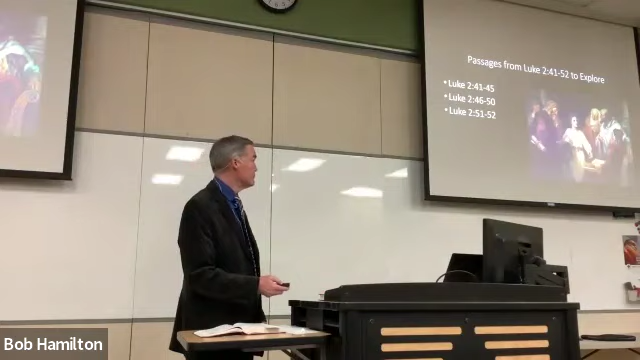 Passages from Luke 2:41-52 to Explore
• Luke 2:41-45
• Luke 2:46-50
• Luke 2:51-52
Bob Hamilton